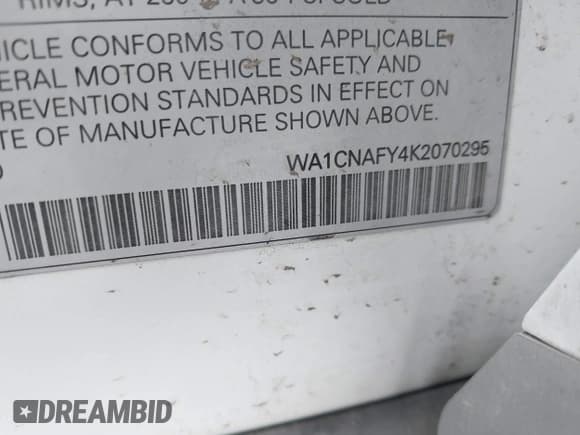 VEHICLE CONFORMS TO ALL APPLICABLE
ERAL MOTOR VEHICLE SAFETY AND
REVENTION STANDARDS IN EFFECT ON
TE OF MANUFACTURE SHOWN ABOVE.
WA1CNAFY4K2070295
DREAMBID